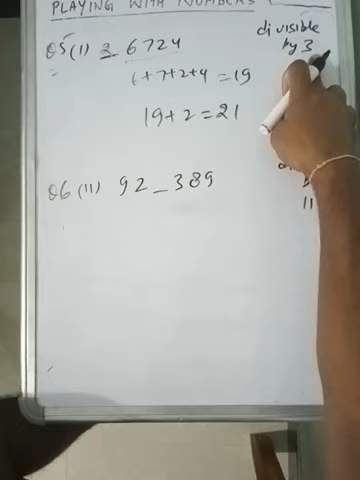 PLAYING WITH NUMBERS
Q5 (I) 2 6724
divisible
by 3
6+7+2+4 = 19
19+2 = 21
Q6 (II) 92_389
11